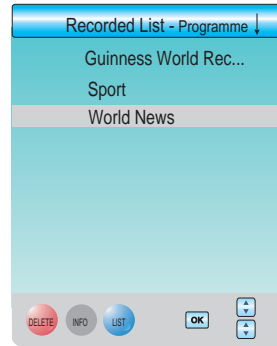 Recorded List - Programme ↓
Guinness World Rec...
Sport
World News
DELETE INFO LIST OK